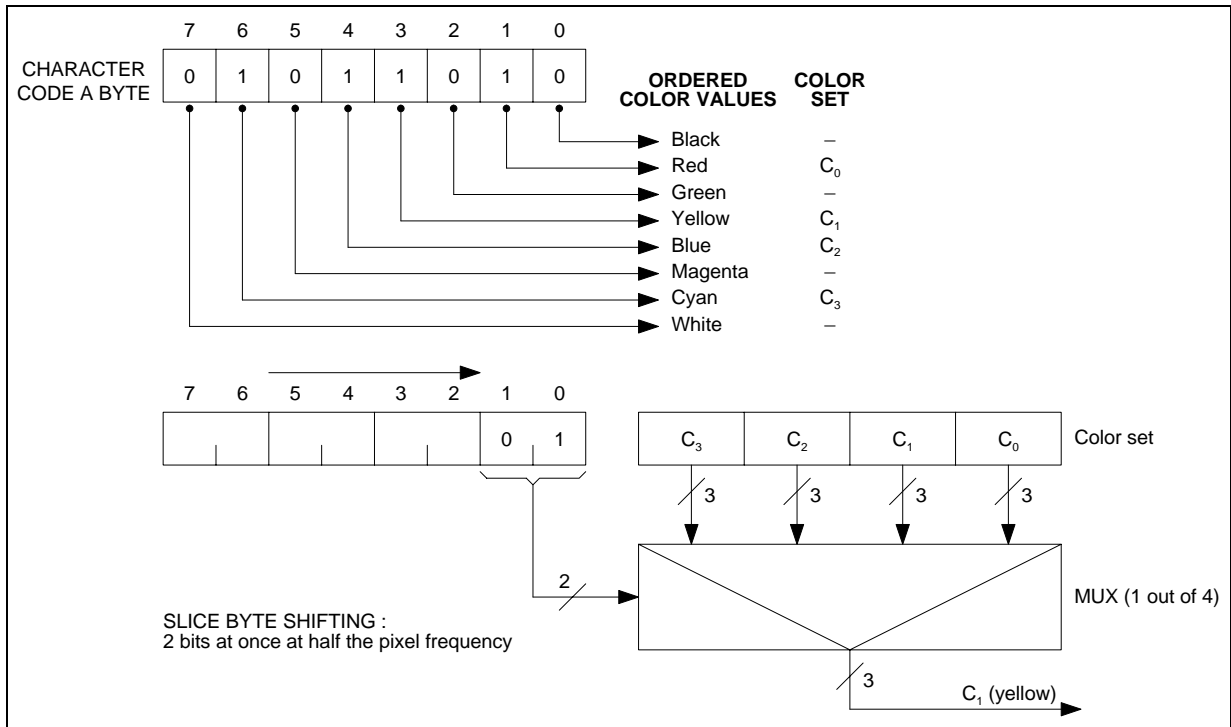 7 6 5 4 3 2 1 0
CHARACTER
CODE A BYTE
0 1 0 1 1 0 1 0
ORDERED
COLOR VALUES
COLOR
SET
Black –
Red C₀
Green –
Yellow C₁
Blue C₂
Magenta –
Cyan C₃
White –
7 6 5 4 3 2 1 0
0 1
C₃ C₂ C₁ C₀ Color set
3 3 3 3
2
MUX (1 out of 4)
SLICE BYTE SHIFTING :
2 bits at once at half the pixel frequency
3
C₁ (yellow)